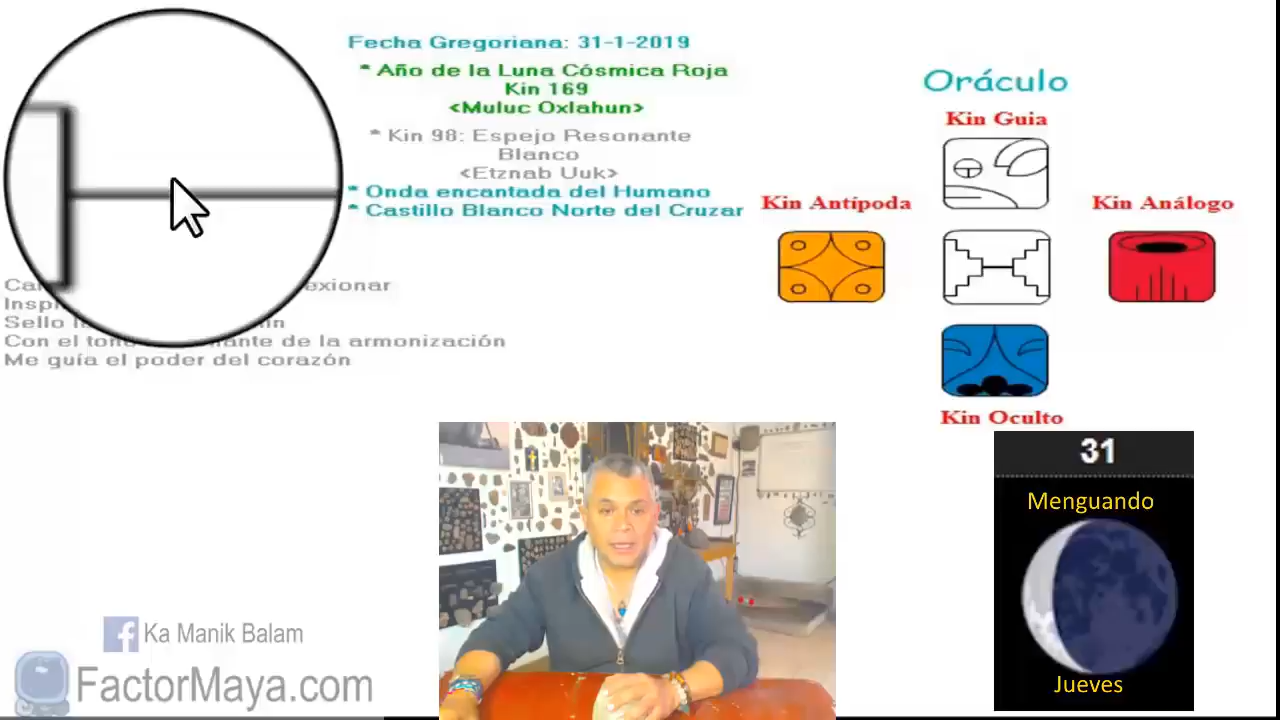 Fecha Gregoriana: 31-1-2019
* Año de la Luna Cósmica Roja
Kin 169
<Muluc Oxlahun>
* Kin 98: Espejo Resonante
Blanco
<Etznab Uuk>
* Onda encantada del Humano
* Castillo Blanco Norte del Cruzar
exionar
Sello
Con el de la armonización
Me guía el poder del corazón
Oráculo
Kin Guia
Kin Antípoda
Kin Análogo
Kin Oculto
31
Menguando
Jueves
Ka Manik Balam
FactorMaya.com